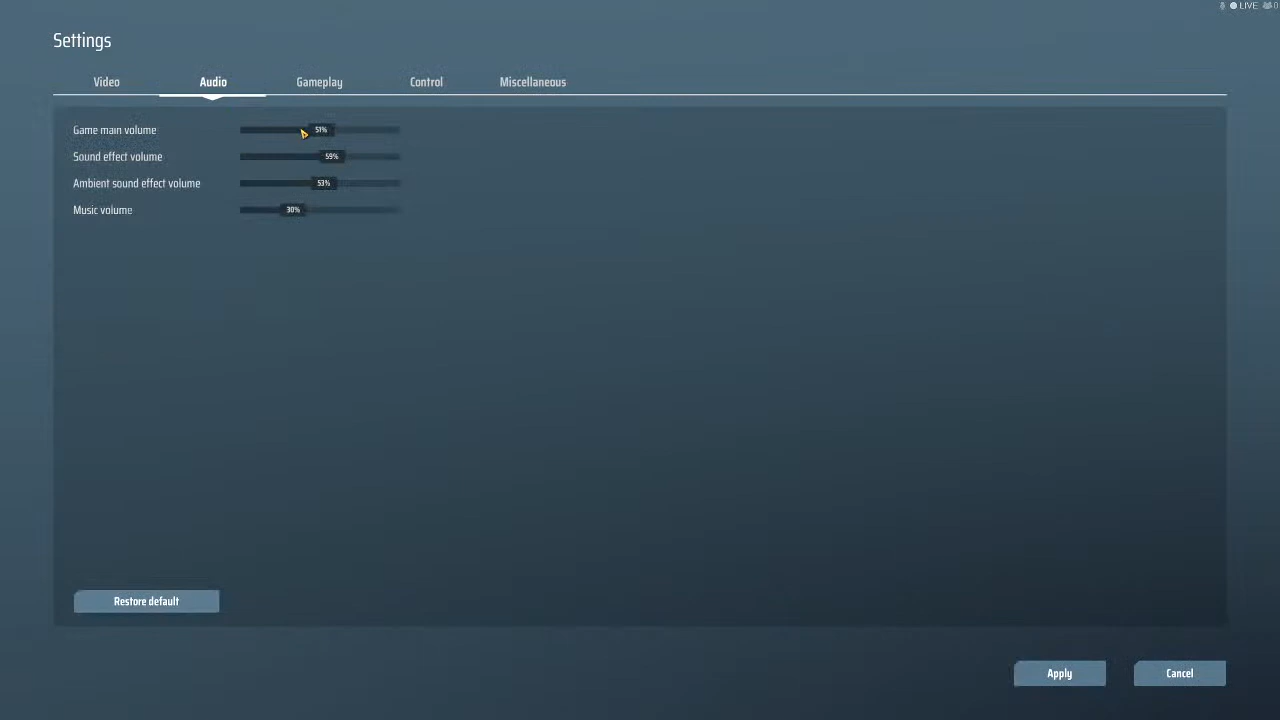 LIVE 0
Settings
Video Audio Gameplay Control Miscellaneous
Game main volume 51%
Sound effect volume 59%
Ambient sound effect volume 53%
Music volume 30%
Restore default
Apply Cancel